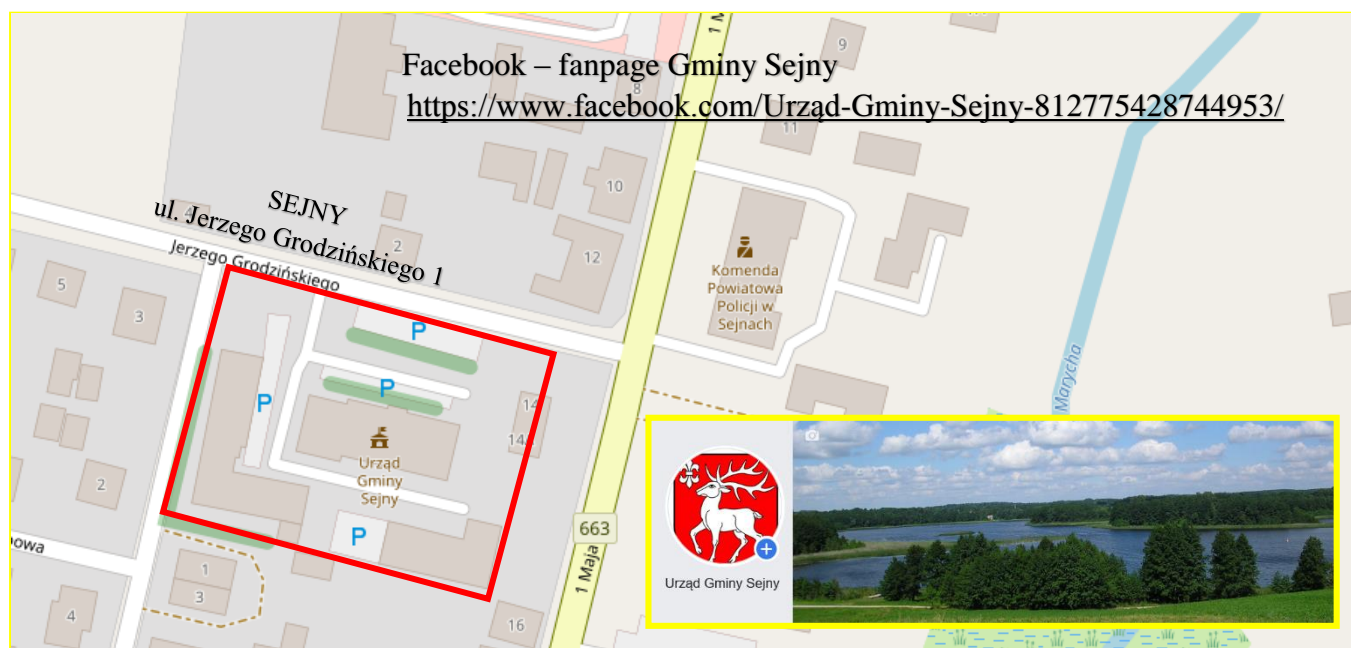 1 M
Facebook – fanpage Gminy Sejny
https://www.facebook.com/Urząd-Gminy-Sejny-812775428744953/
9
8
11
10
SEJNY
ul. Jerzego Grodzińskiego 1
4
2
Jerzego Grodzińskiego
12
5
3
Komenda
Powiatowa
Policji w
Sejnach
P
P
P
14
14A
Marycha
Urząd
Gminy
Sejny
2
663
P
1 Maja
owa
1
3
4
16
Urząd Gminy Sejny